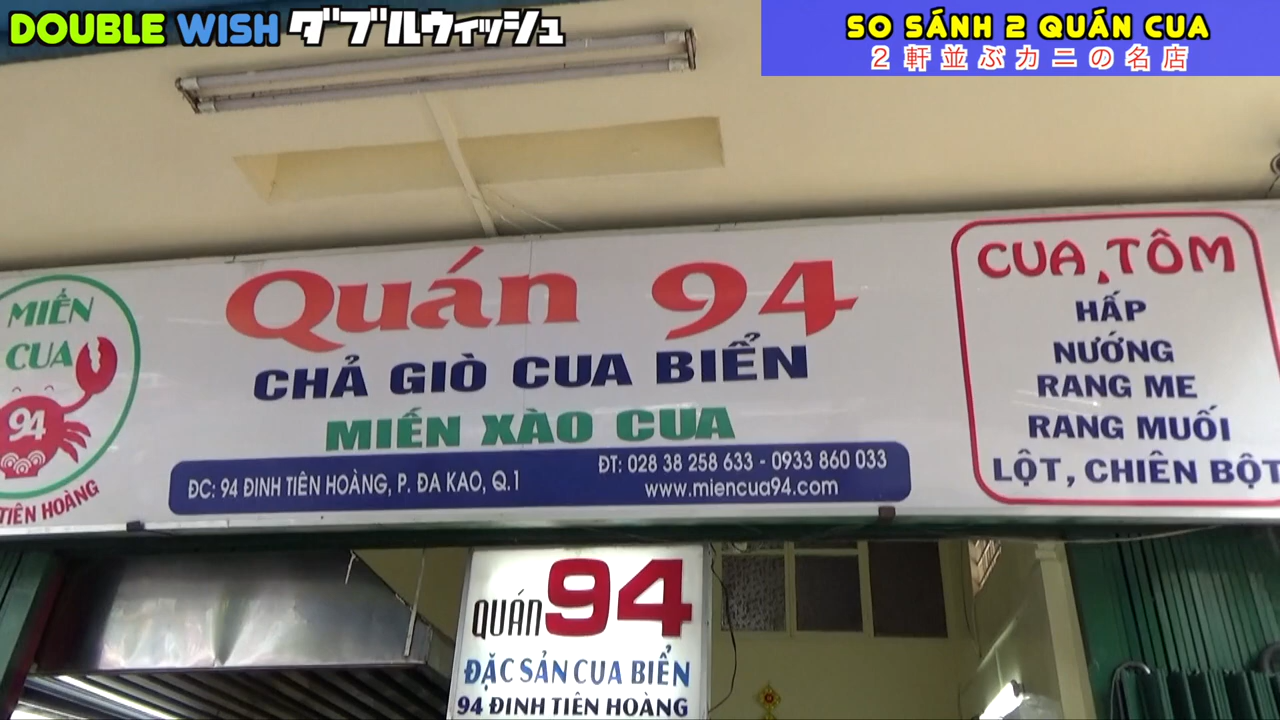 DOUBLE WISH ダブルウィッシュ
SO SÁNH 2 QUÁN CUA
2軒並ぶカニの名店
MIẾN
CUA
94
TIÊN HOÀNG
Quán 94
CHẢ GIÒ CUA BIỂN
MIẾN XÀO CUA
ĐC: 94 ĐINH TIÊN HOÀNG, P. ĐA KAO, Q.1
ĐT: 028 38 258 633 - 0933 860 033
www.miencua94.com
CUA, TÔM
HẤP
NƯỚNG
RANG ME
RANG MUỐI
LỘT, CHIÊN BỘT
QUÁN 94
ĐẶC SẢN CUA BIỂN
94 ĐINH TIÊN HOÀNG